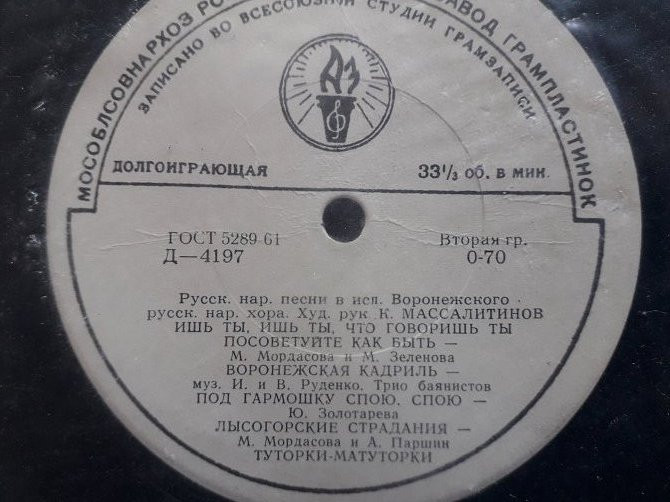 МОСОБЛСОВНАРХОЗ РО
ЗАВОД ГРАМПЛАСТИНОК
ЗАПИСАНО ВО ВСЕСОЮЗНОЙ СТУДИИ ГРАМЗАПИСИ
АЗ
ДОЛГОИГРАЮЩАЯ
33⅓ об. в мин.
ГОСТ 5289-61
Вторая гр.
Д—4197
0-70
Русск. нар. песни в исп. Воронежского
русск. нар. хора. Худ. рук К. МАССАЛИТИНОВ
ИШЬ ТЫ, ИШЬ ТЫ, ЧТО ГОВОРИШЬ ТЫ
ПОСОВЕТУЙТЕ КАК БЫТЬ —
М. Мордасова и М. Зеленова
ВОРОНЕЖСКАЯ КАДРИЛЬ —
муз. И. и В. Руденко. Трио баянистов
ПОД ГАРМОШКУ СПОЮ, СПОЮ —
Ю. Золотарева
ЛЫСОГОРСКИЕ СТРАДАНИЯ —
М. Мордасова и А. Паршин
ТУТОРКИ-МАТУТОРКИ